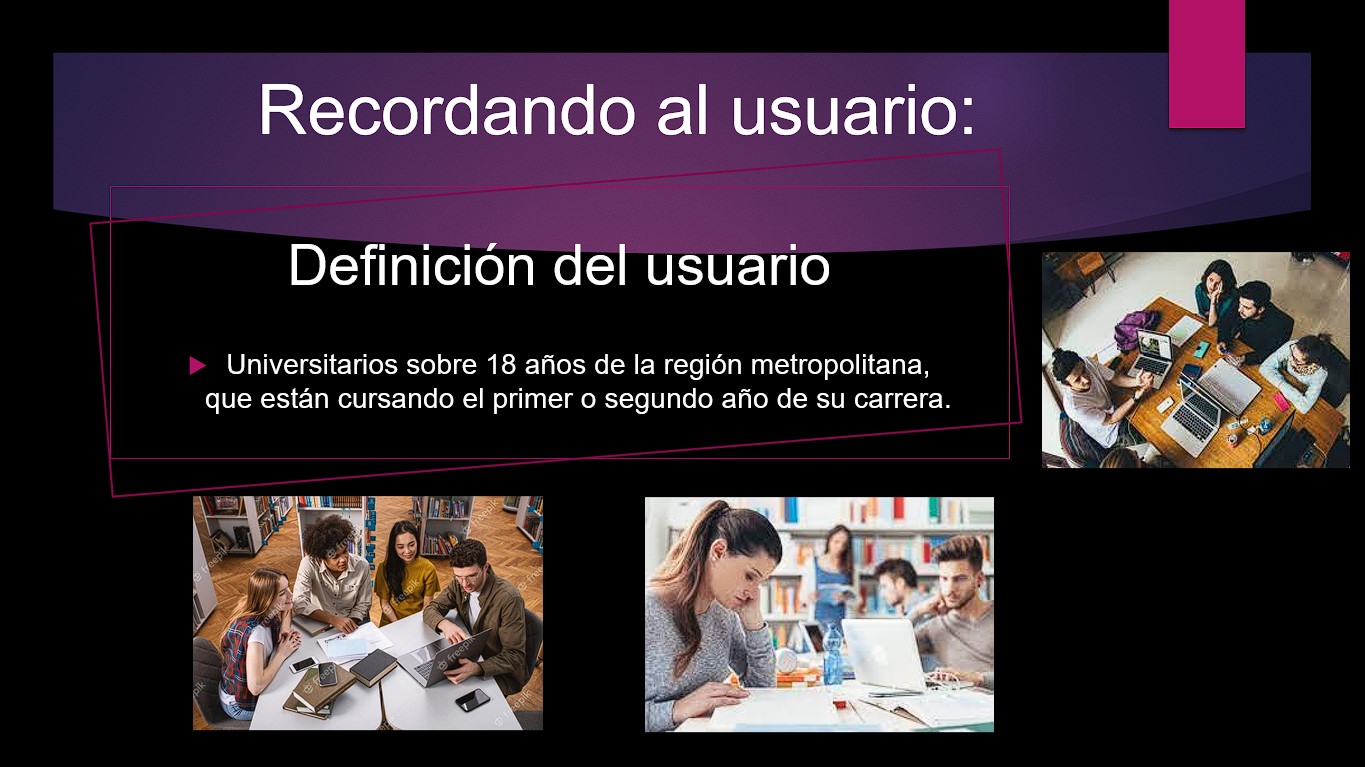 Recordando al usuario:
Definición del usuario
Universitarios sobre 18 años de la región metropolitana,
que están cursando el primer o segundo año de su carrera.
freepik
freepik
freepik
freepik